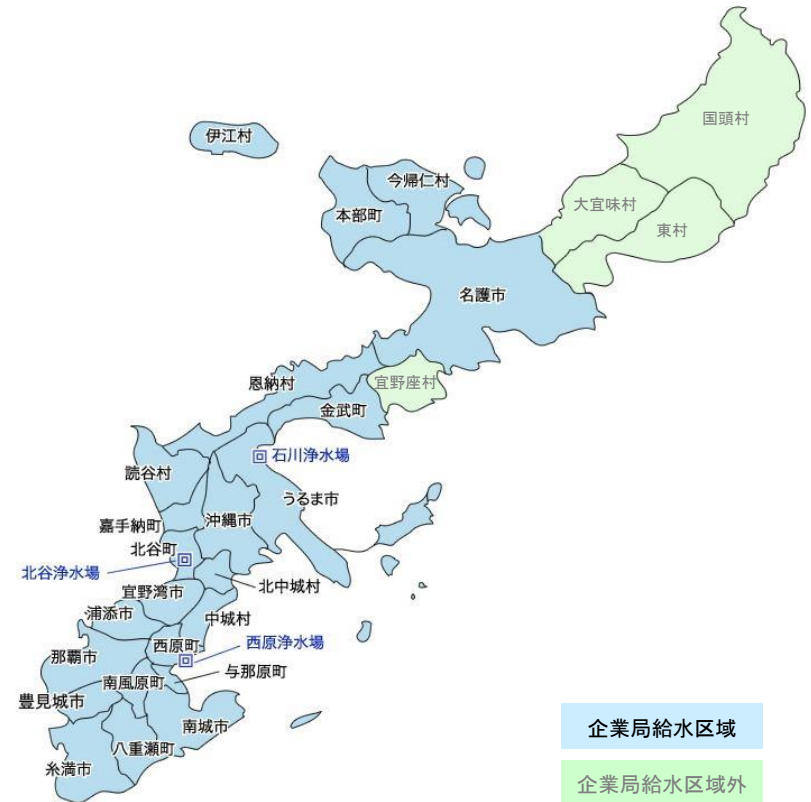 国頭村
伊江村
今帰仁村
大宜味村
本部町
東村
名護市
恩納村
宜野座村
金武町
石川浄水場
読谷村
うるま市
嘉手納町
沖縄市
北谷町
北谷浄水場
北中城村
宜野湾市
浦添市
中城村
西原町
西原浄水場
那覇市
与那原町
南風原町
豊見城市
南城市
八重瀬町
糸満市
企業局給水区域
企業局給水区域外